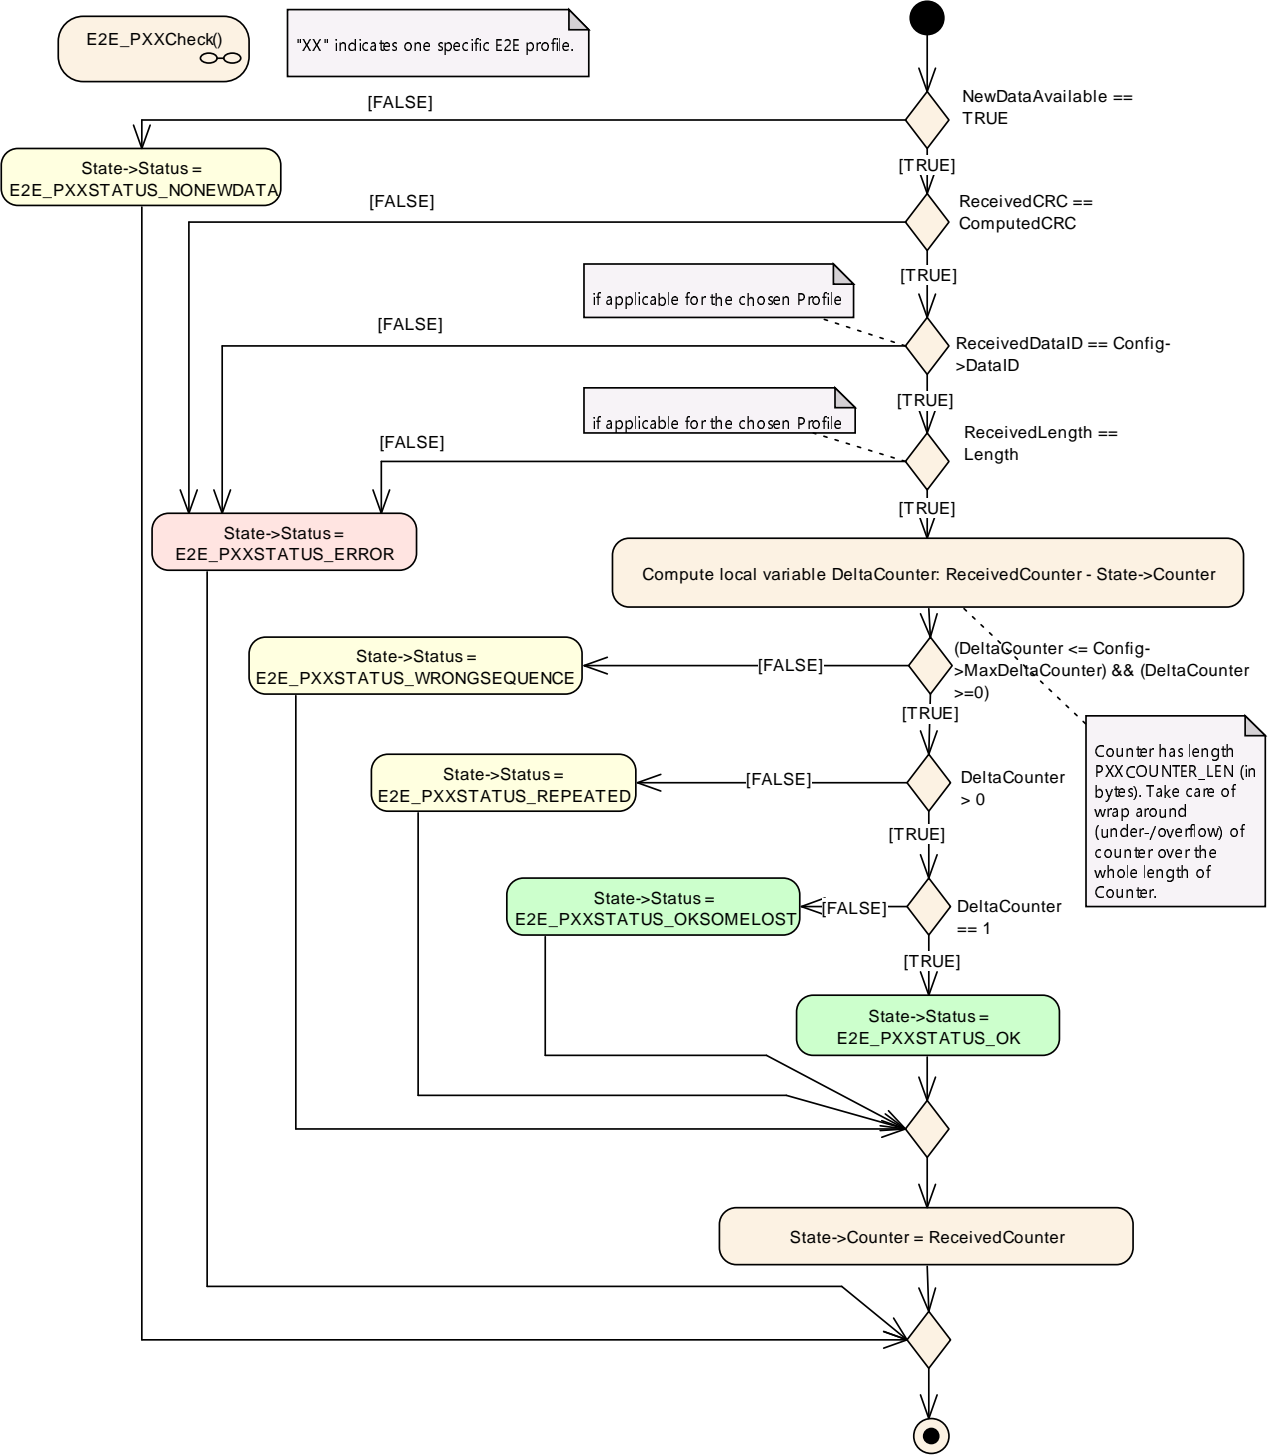 E2E_PXXCheck()
"XX" indicates one specific E2E profile.
NewDataAvailable ==
TRUE
[FALSE]
State->Status =
E2E_PXXSTATUS_NONEWDATA
[TRUE]
ReceivedCRC ==
ComputedCRC
[FALSE]
[TRUE]
if applicable for the chosen Profile
[FALSE]
ReceivedDataID == Config-
>DataID
[TRUE]
if applicable for the chosen Profile
[FALSE]
ReceivedLength ==
Length
[TRUE]
State->Status =
E2E_PXXSTATUS_ERROR
Compute local variable DeltaCounter: ReceivedCounter - State->Counter
(DeltaCounter <= Config-
>MaxDeltaCounter) && (DeltaCounter
>=0)
[FALSE]
State->Status =
E2E_PXXSTATUS_WRONGSEQUENCE
[TRUE]
Counter has length
PXXCOUNTER_LEN (in
bytes). Take care of
wrap around
(under-/overflow) of
counter over the
whole length of
Counter.
DeltaCounter
> 0
[FALSE]
State->Status =
E2E_PXXSTATUS_REPEATED
[TRUE]
DeltaCounter
== 1
[FALSE]
State->Status =
E2E_PXXSTATUS_OKSOMELOST
[TRUE]
State->Status =
E2E_PXXSTATUS_OK
State->Counter = ReceivedCounter